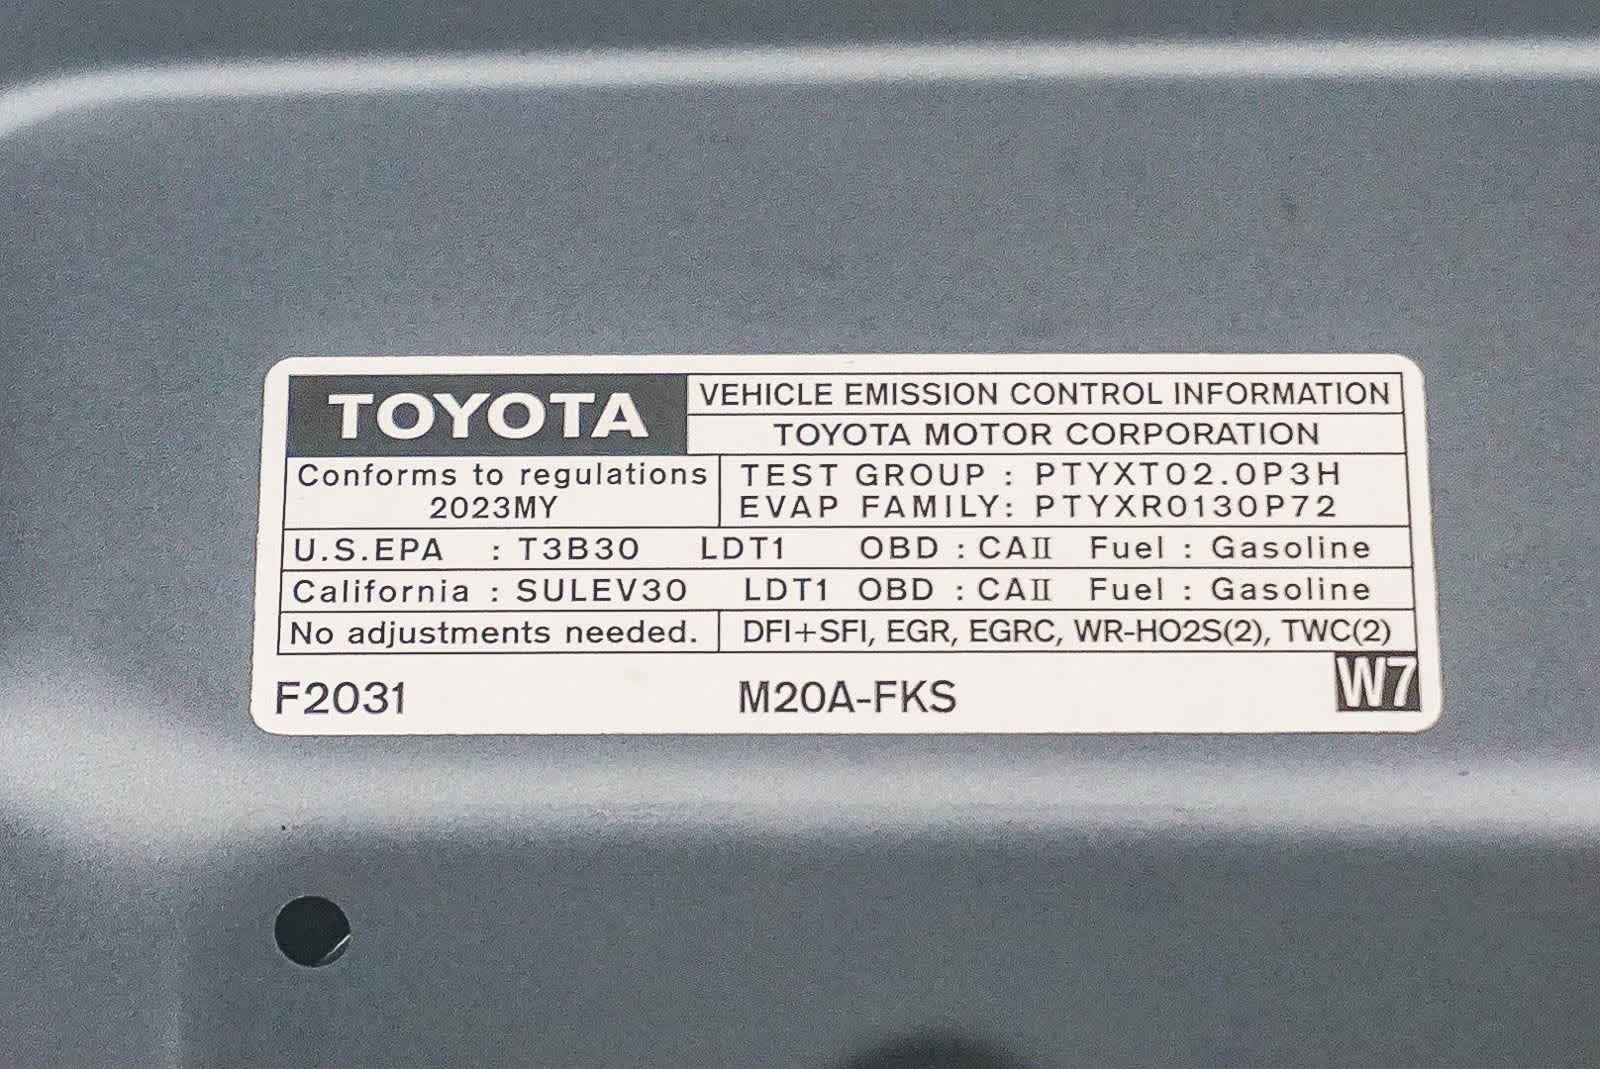 TOYOTA
VEHICLE EMISSION CONTROL INFORMATION
TOYOTA MOTOR CORPORATION
Conforms to regulations
2023MY
TEST GROUP : PTYXT02.0P3H
EVAP FAMILY: PTYXR0130P72
U.S.EPA : T3B30 LDT1 OBD : CAII Fuel : Gasoline
California : SULEV30 LDT1 OBD : CAII Fuel : Gasoline
No adjustments needed. DFI+SFI, EGR, EGRC, WR-HO2S(2), TWC(2)
F2031 M20A-FKS W7